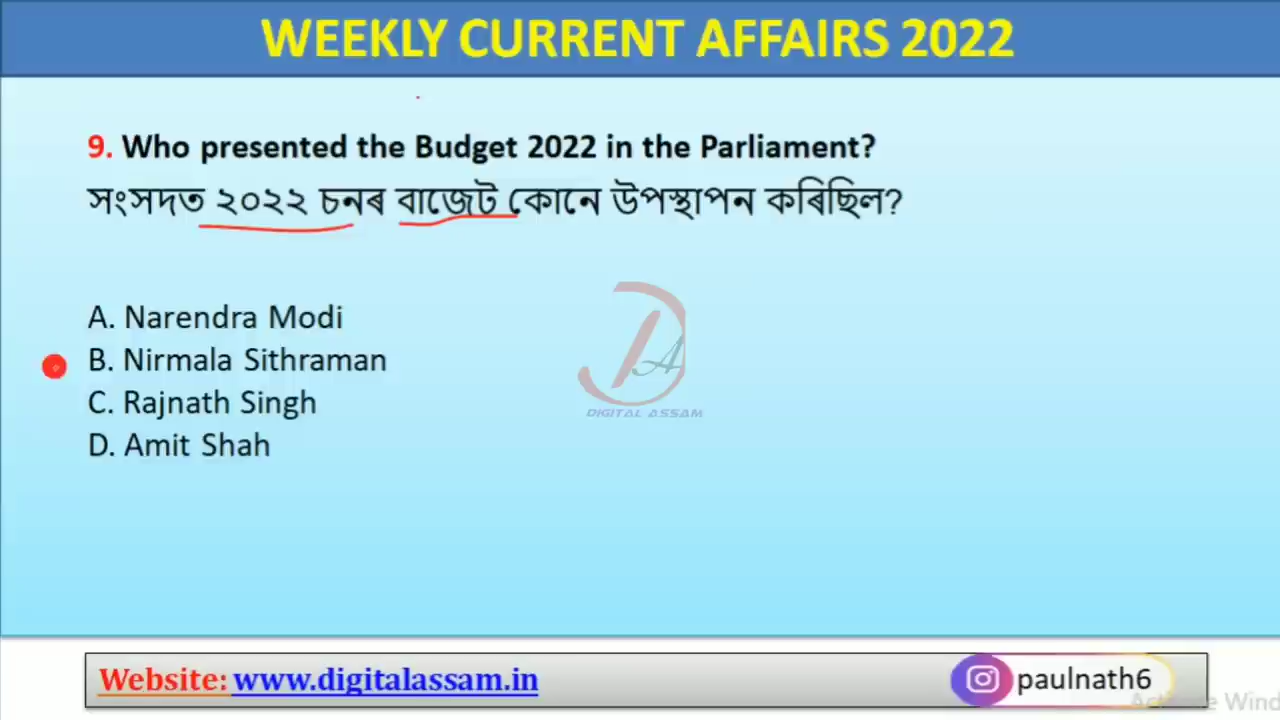 WEEKLY CURRENT AFFAIRS 2022
9. Who presented the Budget 2022 in the Parliament?
সংসদত ২০২২ চনৰ বাজেট কোনে উপস্থাপন কৰিছিল?
A. Narendra Modi
B. Nirmala Sithraman
C. Rajnath Singh
D. Amit Shah
DIGITAL ASSAM
Website: www.digitalassam.in
paulnath6